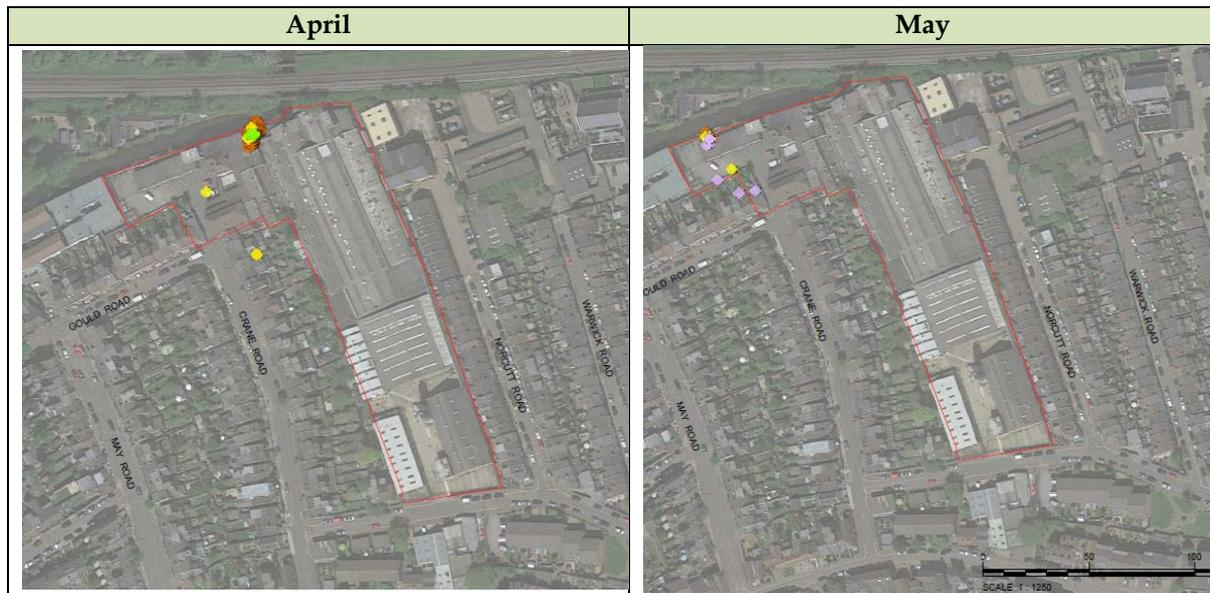 April
May
GOULD ROAD
CRANE ROAD
MAY ROAD
NORCUTT ROAD
WARWICK ROAD
OULD ROAD
CRANE ROAD
MAY ROAD
NORCUTT ROAD
WARWICK ROAD
0 50 100
SCALE 1 : 1250